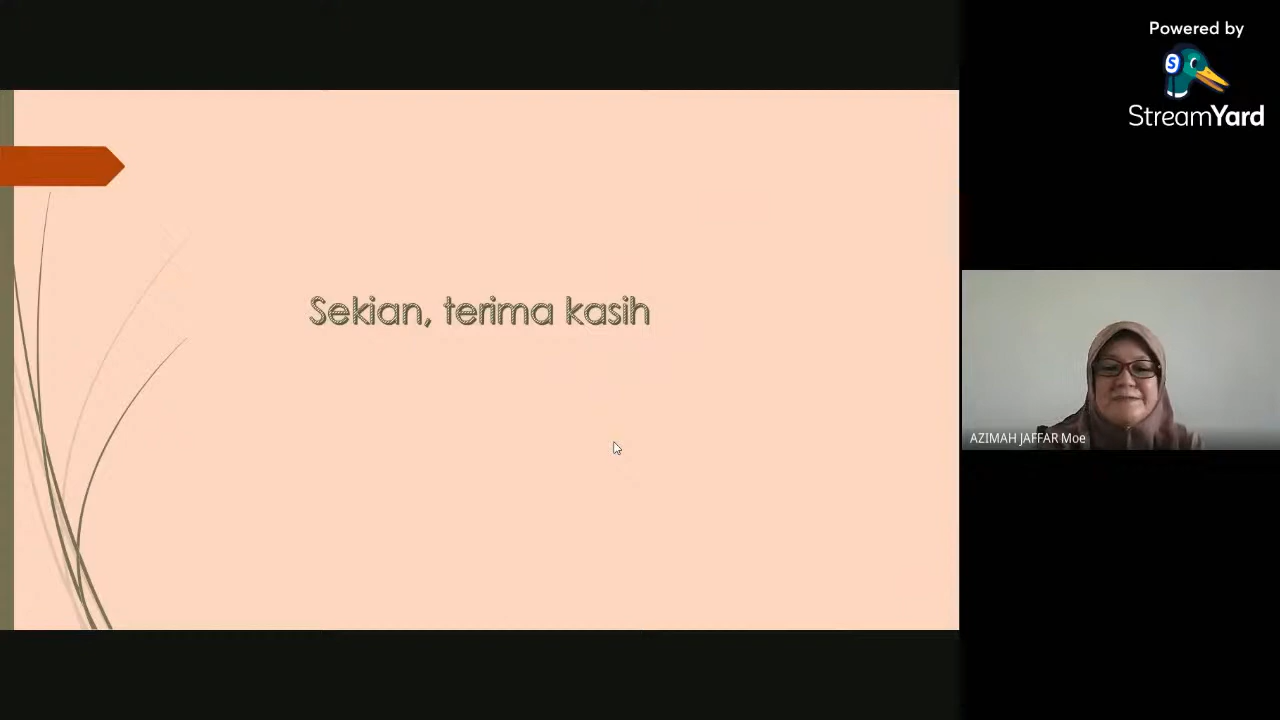 Powered by
S
StreamYard
Sekian, terima kasih
AZIMAH JAFFAR Moe